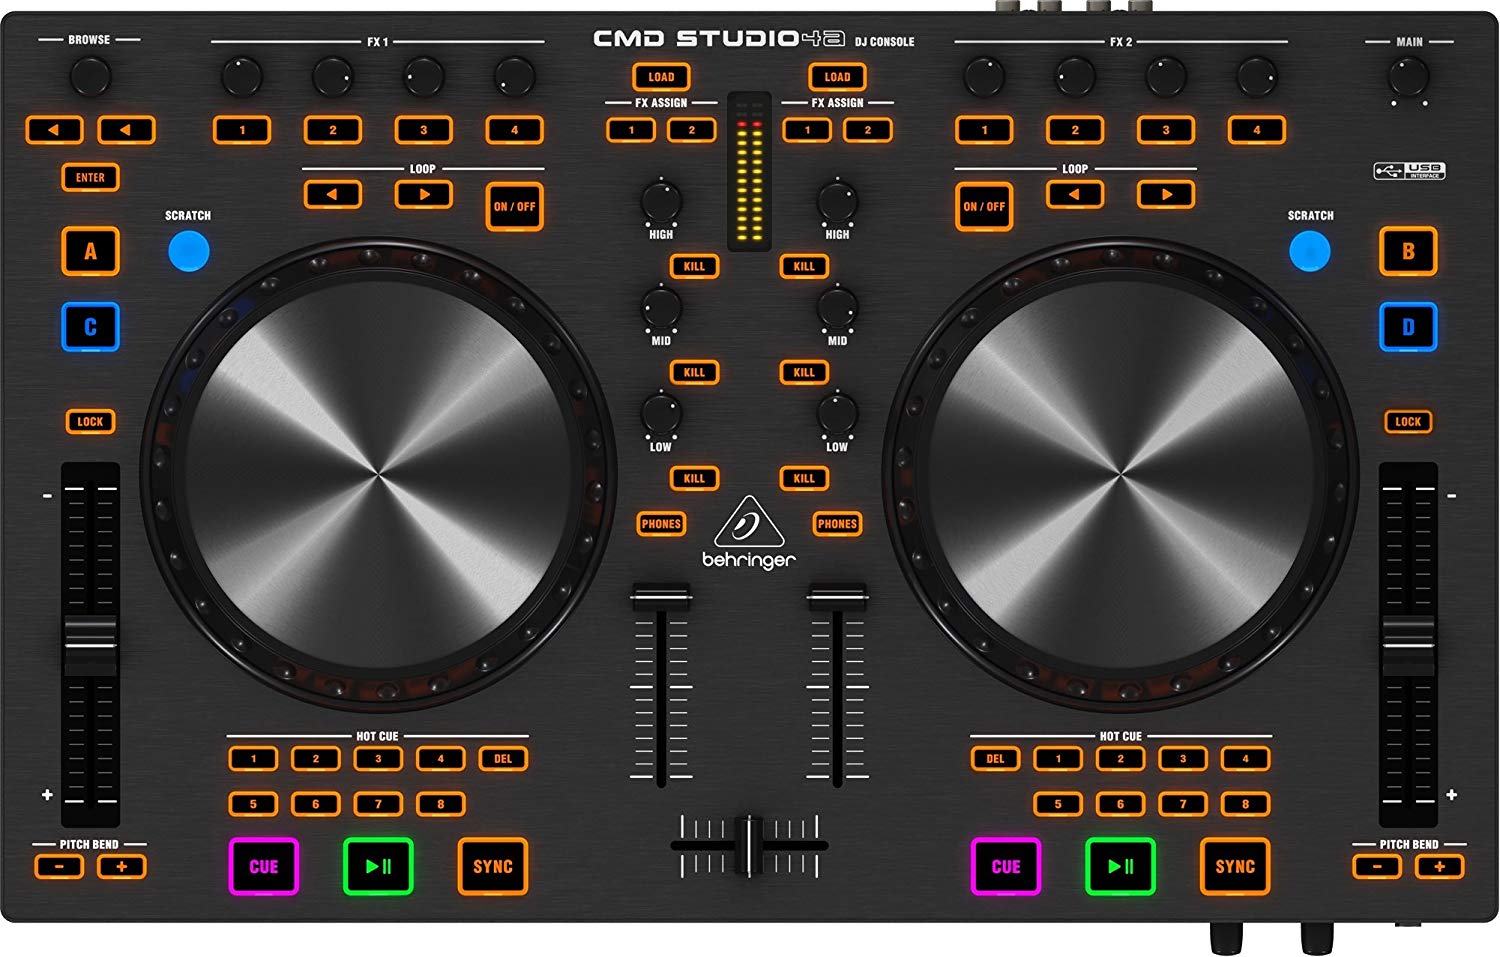 BROWSE
FX 1
CMD STUDIO4a DJ CONSOLE
FX 2
MAIN
LOAD
LOAD
FX ASSIGN
FX ASSIGN
1 2 3 4
1 2
1 2
1 2 3 4
LOOP
LOOP
USB
INTERFACE
ENTER
ON / OFF
ON / OFF
SCRATCH
SCRATCH
HIGH
HIGH
A
B
KILL
KILL
C
D
MID
MID
KILL
KILL
LOCK
LOCK
LOW
LOW
KILL
KILL
-
-
PHONES
PHONES
behringer
HOT CUE
HOT CUE
1 2 3 4 DEL
DEL 1 2 3 4
+
+
5 6 7 8
5 6 7 8
PITCH BEND
PITCH BEND
- +
CUE
SYNC
CUE
SYNC
- +